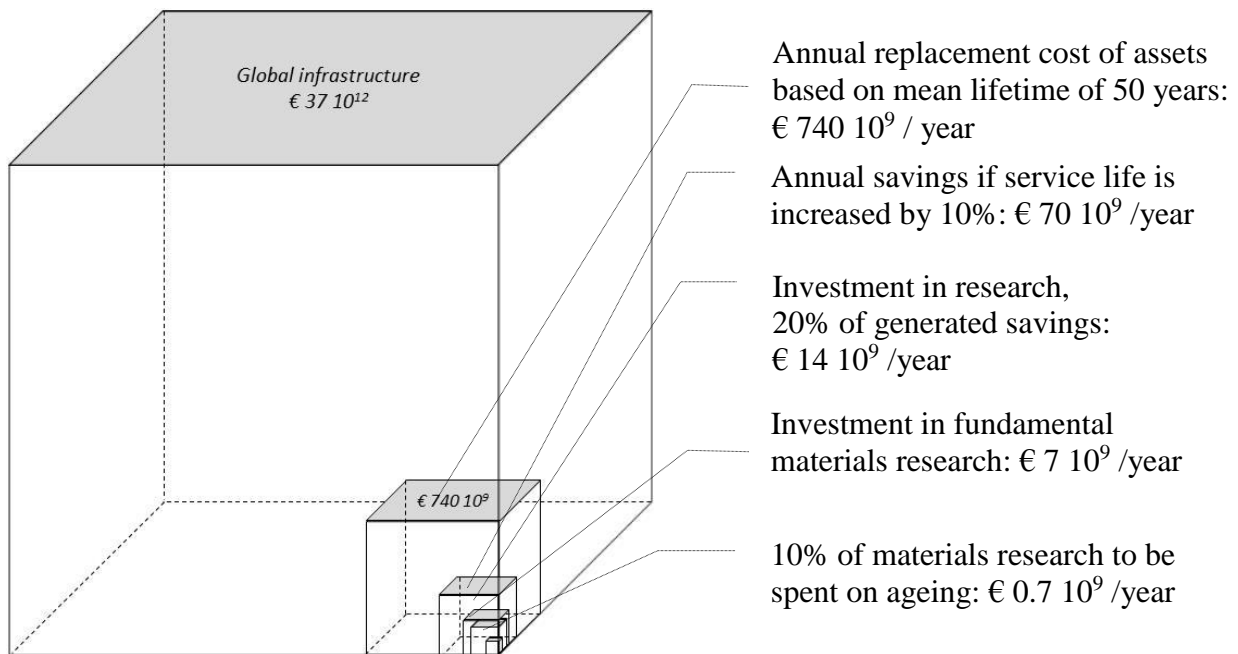 Global infrastructure
€ 37 10¹²
€ 740 10⁹
Annual replacement cost of assets
based on mean lifetime of 50 years:
€ 740 10⁹ / year
Annual savings if service life is
increased by 10%: € 70 10⁹ /year
Investment in research,
20% of generated savings:
€ 14 10⁹ /year
Investment in fundamental
materials research: € 7 10⁹ /year
10% of materials research to be
spent on ageing: € 0.7 10⁹ /year